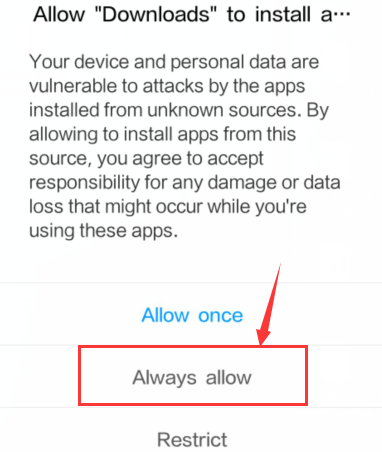 Allow "Downloads" to install a···
Your device and personal data are
vulnerable to attacks by the apps
installed from unknown sources. By
allowing to install apps from this
source, you agree to accept
responsibility for any damage or data
loss that might occur while you're
using these apps.
Allow once
Always allow
Restrict